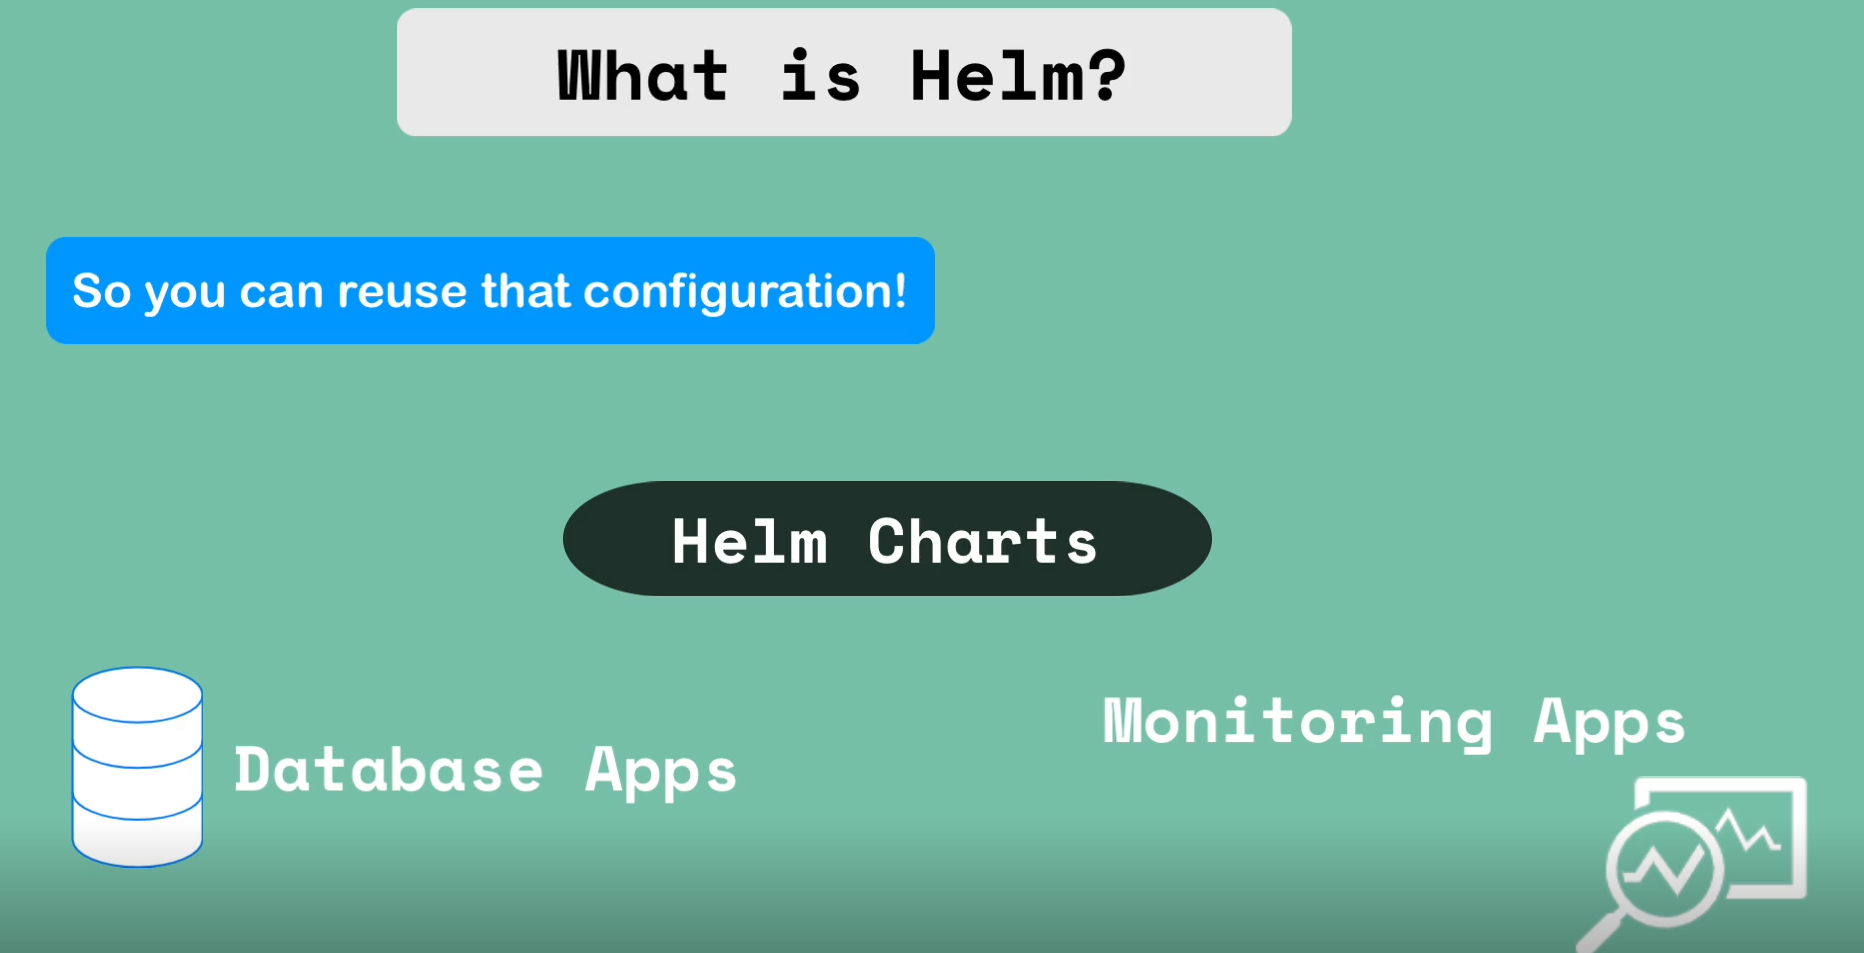 What is Helm?
So you can reuse that configuration!
Helm Charts
Monitoring Apps
Database Apps